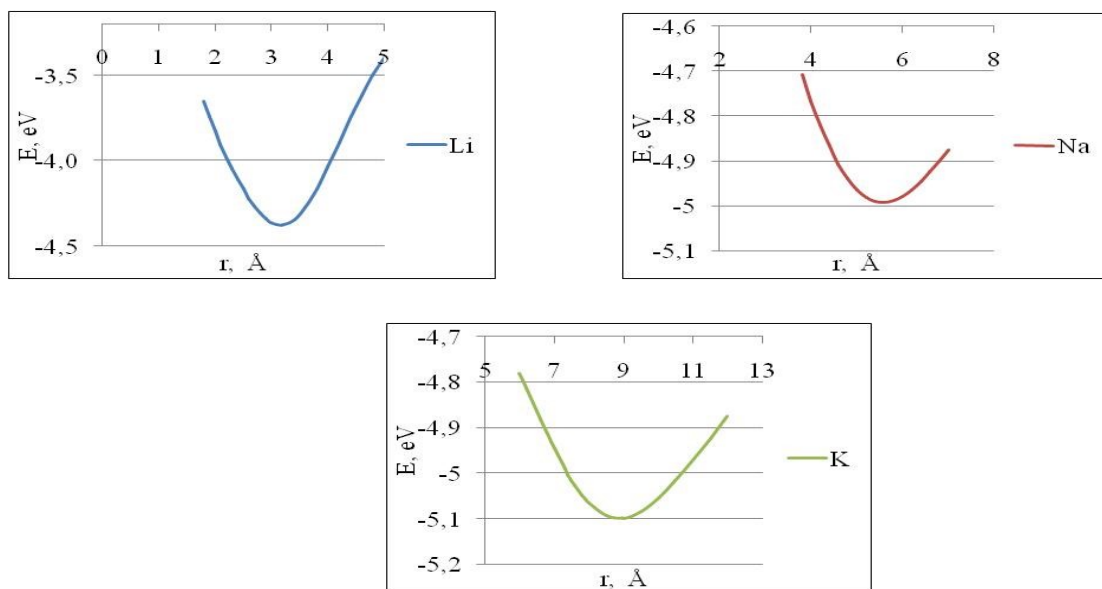 0 1 2 3 4 5
-3,5
-4,0
-4,5
E, eV
r, Å
Li
-4,6
-4,7
-4,8
-4,9
-5
-5,1
2 4 6 8
E, eV
r, Å
Na
-4,7
-4,8
-4,9
-5
-5,1
-5,2
5 7 9 11 13
E, eV
r, Å
K